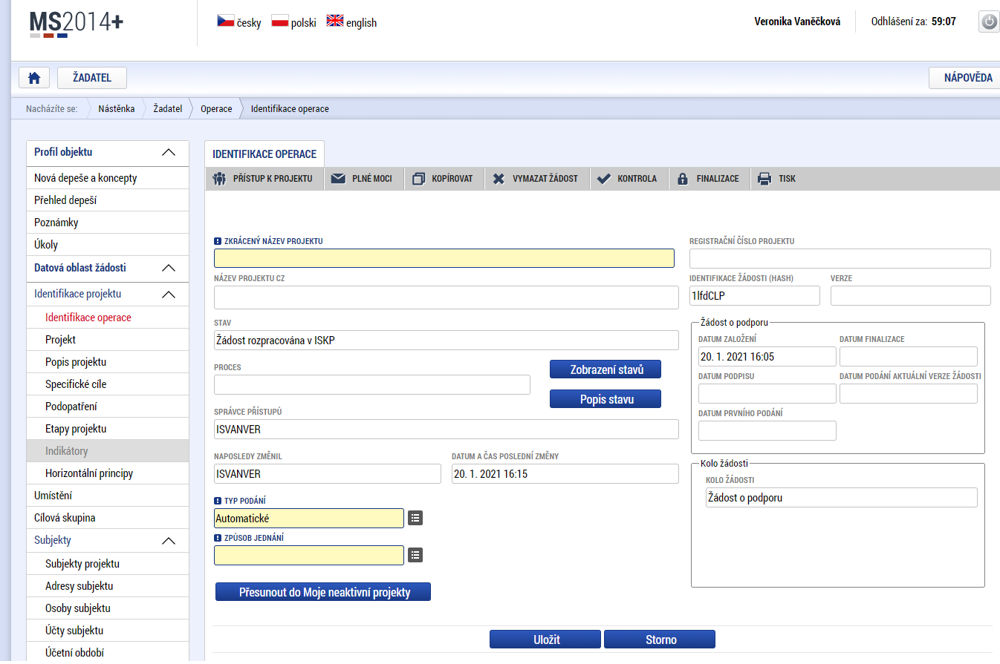 MS2014+
česky polski english
Veronika Vaněčková Odhlášení za: 59:07
ŽADATEL
NÁPOVĚDA
Nacházíte se: Nástěnka Žadatel Operace Identifikace operace
Profil objektu
Nová depeše a koncepty
Přehled depeší
Poznámky
Úkoly
Datová oblast žádosti
Identifikace projektu
Identifikace operace
Projekt
Popis projektu
Specifické cíle
Podopatření
Etapy projektu
Indikátory
Horizontální principy
Umístění
Cílová skupina
Subjekty
Subjekty projektu
Adresy subjektu
Osoby subjektu
Účty subjektu
Účetní období
IDENTIFIKACE OPERACE
PŘÍSTUP K PROJEKTU PLNÉ MOCI KOPÍROVAT VYMAZAT ŽÁDOST KONTROLA FINALIZACE TISK
ZKRÁCENÝ NÁZEV PROJEKTU
NÁZEV PROJEKTU CZ
STAV
Žádost rozpracována v ISKP
PROCES
Zobrazení stavů
Popis stavu
SPRÁVCE PŘÍSTUPŮ
ISVANVER
NAPOSLEDY ZMĚNIL
ISVANVER
DATUM A ČAS POSLEDNÍ ZMĚNY
20. 1. 2021 16:15
TYP PODÁNÍ
Automatické
ZPŮSOB JEDNÁNÍ
Přesunout do Moje neaktivní projekty
REGISTRAČNÍ ČÍSLO PROJEKTU
IDENTIFIKACE ŽÁDOSTI (HASH) VERZE
1lfdCLP
Žádost o podporu
DATUM ZALOŽENÍ DATUM FINALIZACE
20. 1. 2021 16:05
DATUM PODPISU DATUM PODÁNÍ AKTUÁLNÍ VERZE ŽÁDOSTI
DATUM PRVNÍHO PODÁNÍ
Kolo žádosti
KOLO ŽÁDOSTI
Žádost o podporu
Uložit Storno